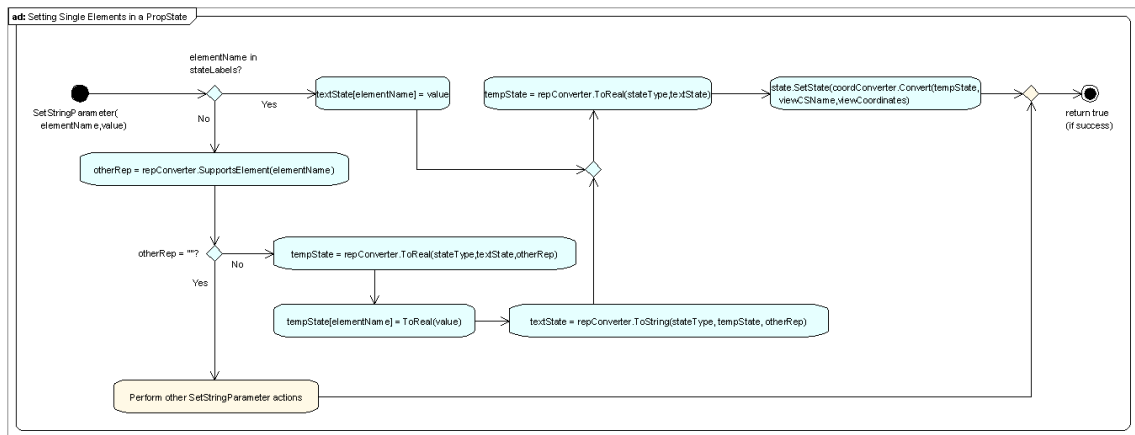 ad: Setting Single Elements in a PropState
elementName in
stateLabels?
SetStringParameter(
elementName,value)
Yes
No
textState[elementName] = value
tempState = repConverter.ToReal(stateType,textState)
state.SetState(coordConverter.Convert(tempState,
viewCSName,viewCoordinates)
return true
(if success)
otherRep = repConverter.SupportsElement(elementName)
otherRep = ""?
No
Yes
tempState = repConverter.ToReal(stateType,textState,otherRep)
tempState[elementName] = ToReal(value)
textState = repConverter.ToString(stateType, tempState, otherRep)
Perform other SetStringParameter actions